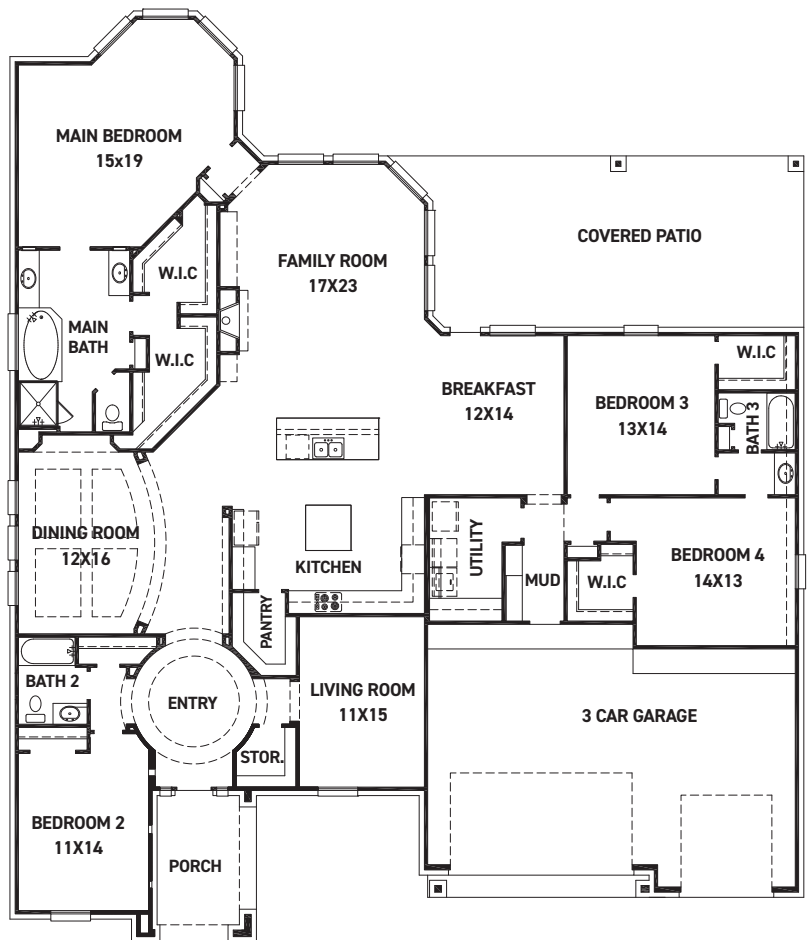 MAIN BEDROOM
15x19
COVERED PATIO
FAMILY ROOM
17X23
W.I.C
MAIN
BATH
W.I.C
W.I.C
BREAKFAST
12X14
BEDROOM 3
13X14
BATH 3
DINING ROOM
12X16
KITCHEN
UTILITY
MUD
W.I.C
BEDROOM 4
14X13
PANTRY
BATH 2
ENTRY
LIVING ROOM
11X15
3 CAR GARAGE
STOR.
BEDROOM 2
11X14
PORCH